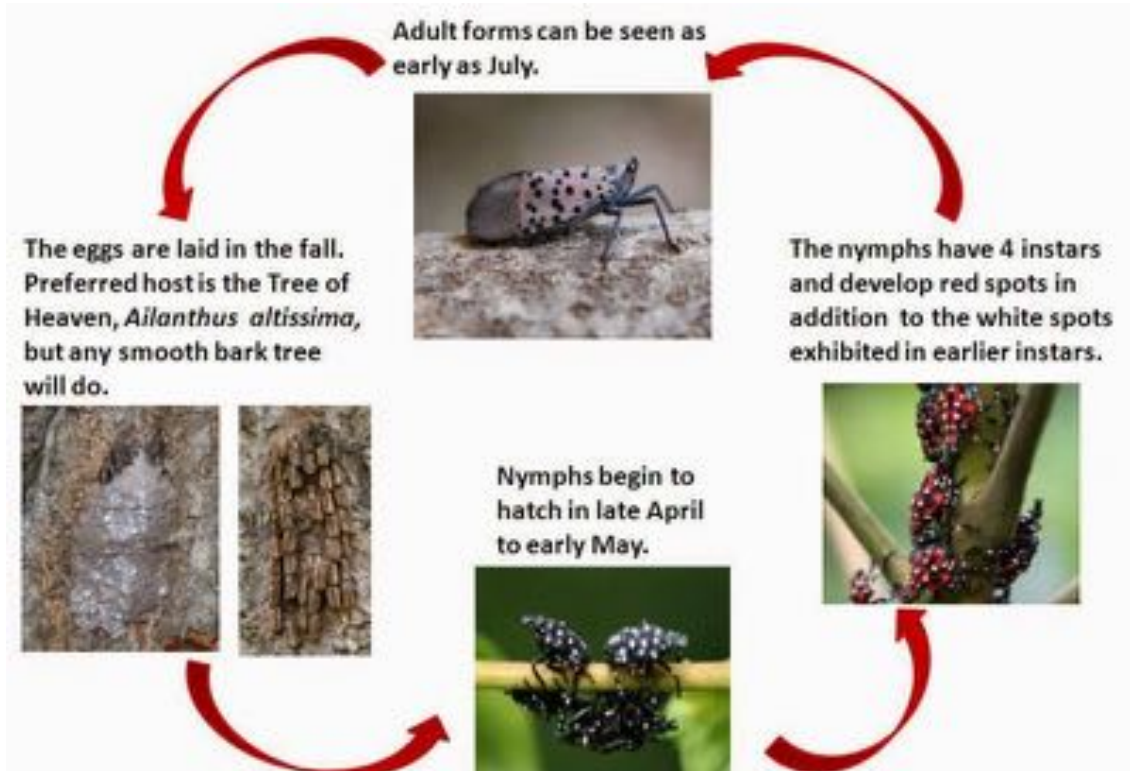 Adult forms can be seen as
early as July.
The eggs are laid in the fall.
Preferred host is the Tree of
Heaven, Ailanthus altissima,
but any smooth bark tree
will do.
Nymphs begin to
hatch in late April
to early May.
The nymphs have 4 instars
and develop red spots in
addition to the white spots
exhibited in earlier instars.